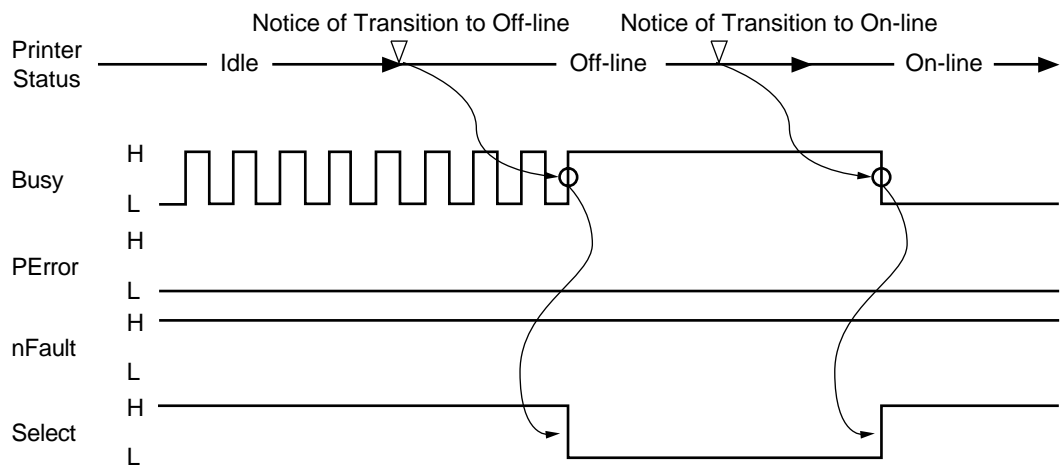 Notice of Transition to Off-line
Notice of Transition to On-line
Printer
Status
Idle
Off-line
On-line
H
Busy
L
H
PError
L
H
nFault
L
H
Select
L